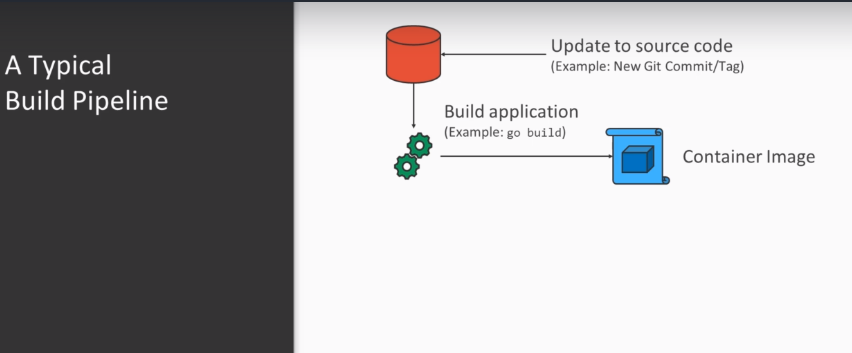 A Typical
Build Pipeline
Update to source code
(Example: New Git Commit/Tag)
Build application
(Example: go build)
Container Image